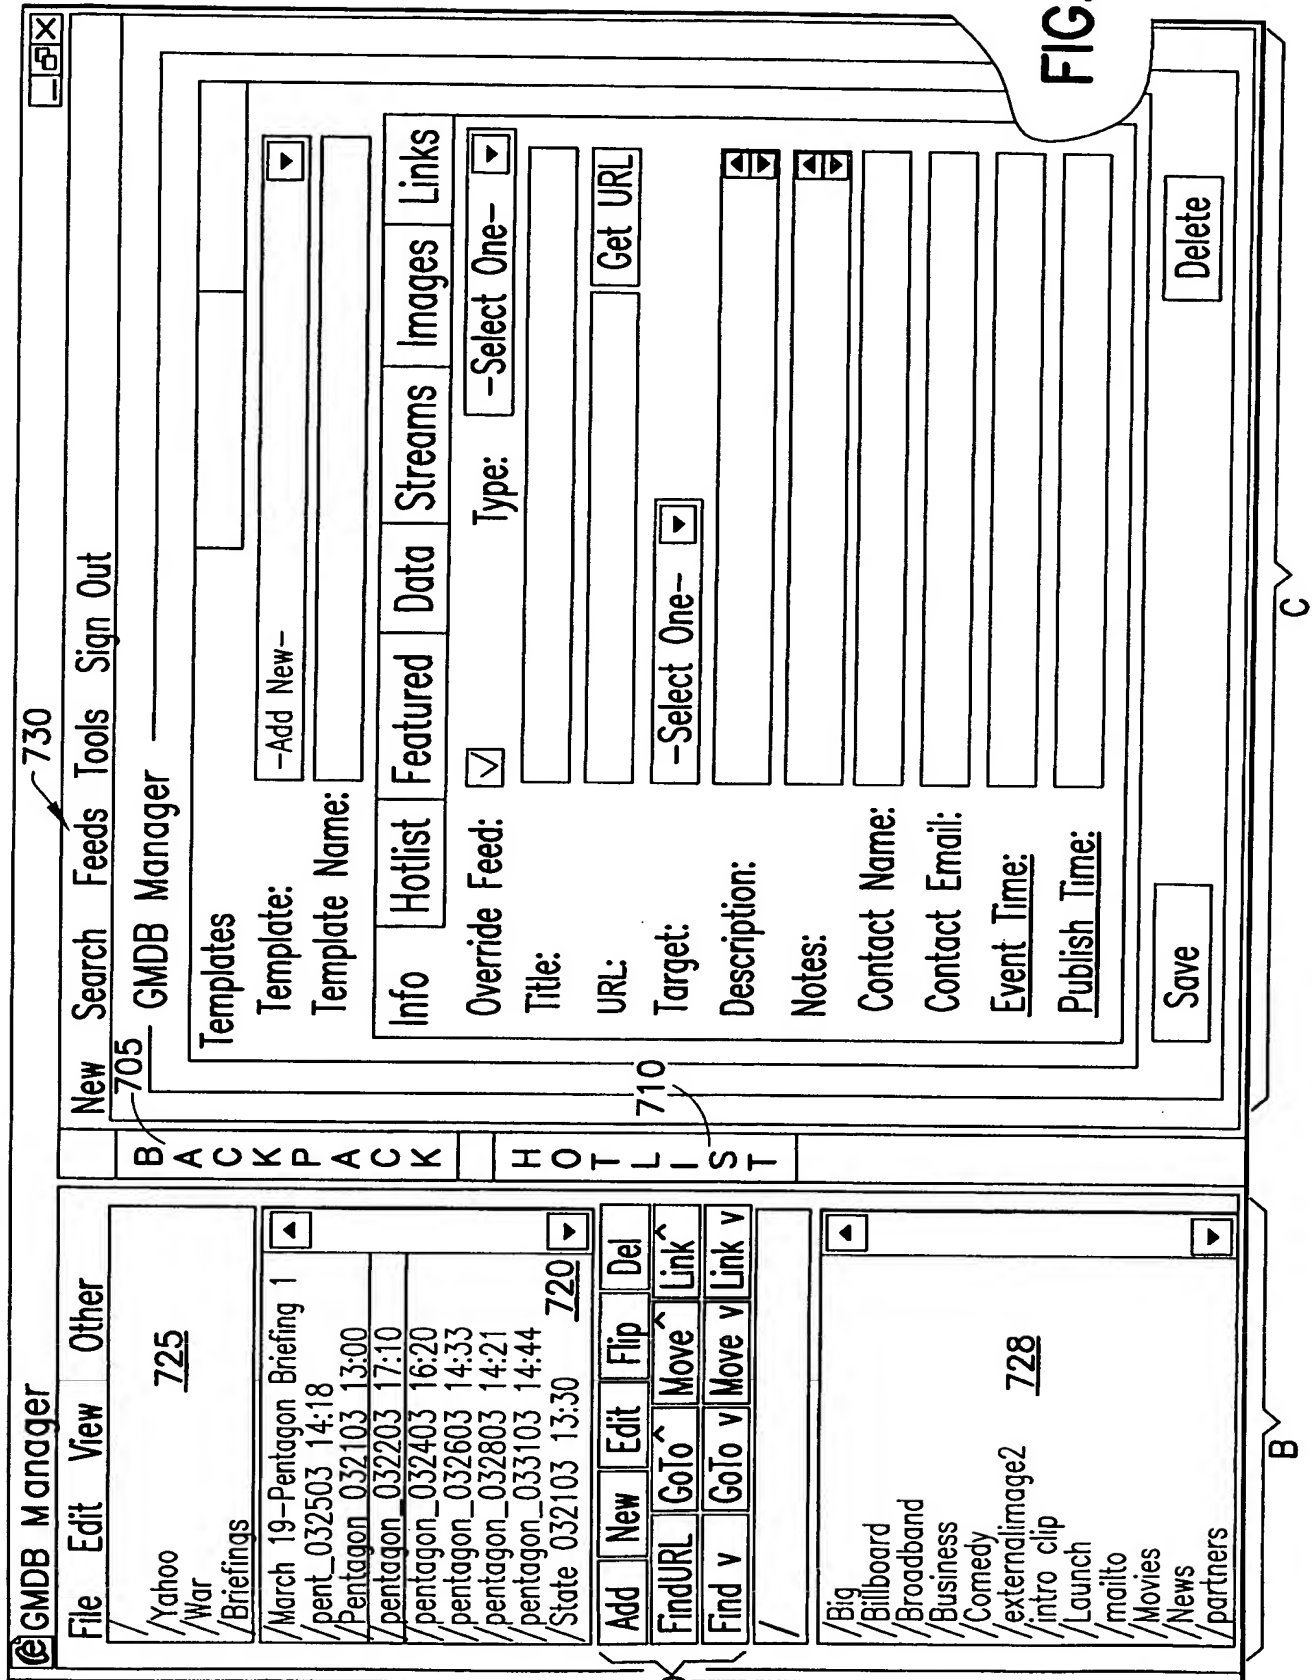 GMDB Manager
730
File Edit View Other
New Search Feeds Tools Sign Out
/
/Yahoo
/War
/Briefings
725
/March 19-Pentagon Briefing 1
/pent_032503 14:18
/Pentagon_032103 13:00
/pentagon_032203 17:10
/pentagon_032403 16:20
/pentagon_032603 14:33
/pentagon_032803 14:21
/pentagon_033103 14:44
/State 032103 13:30
720
Add New Edit Flip Del
FindURL GoTo^ Move^ Link^
Find v GoTo v Move v Link v
/
/Big
/Billboard
/Broadband
/Business
/Comedy
/externalimage2
/intro clip
/Launch
/mailto
/Movies
/News
/partners
728
B
BACKPACK
705
HOTLIST
710
GMDB Manager
Templates
Template: -Add New-
Template Name:
Info Hotlist Featured Data Streams Images Links
Override Feed: Type: -Select One-
Title:
URL: Get URL
Target: -Select One-
Description:
Notes:
Contact Name:
Contact Email:
Event Time:
Publish Time:
Save Delete
C
FIG.